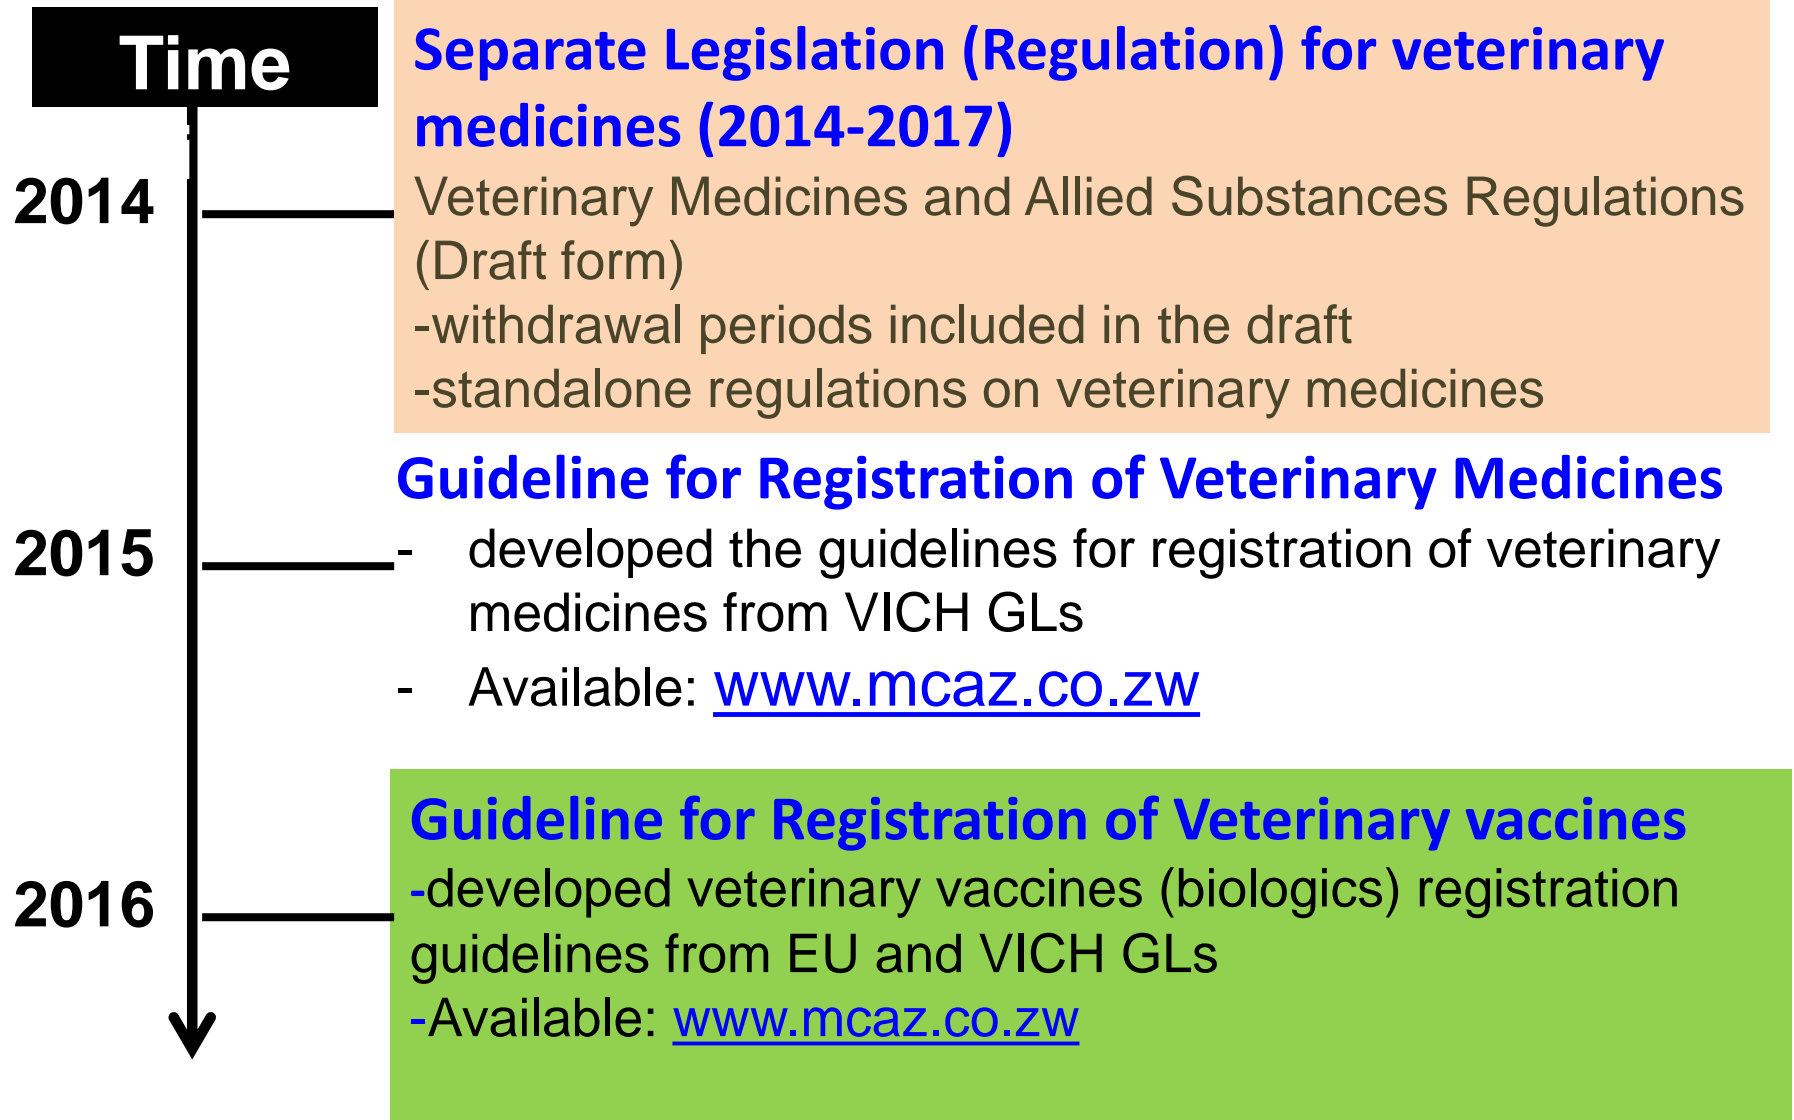 Time
Separate Legislation (Regulation) for veterinary
medicines (2014-2017)
2014
Veterinary Medicines and Allied Substances Regulations
(Draft form)
-withdrawal periods included in the draft
-standalone regulations on veterinary medicines
Guideline for Registration of Veterinary Medicines
2015
- developed the guidelines for registration of veterinary
medicines from VICH GLs
- Available: www.mcaz.co.zw
Guideline for Registration of Veterinary vaccines
2016
-developed veterinary vaccines (biologics) registration
guidelines from EU and VICH GLs
-Available: www.mcaz.co.zw